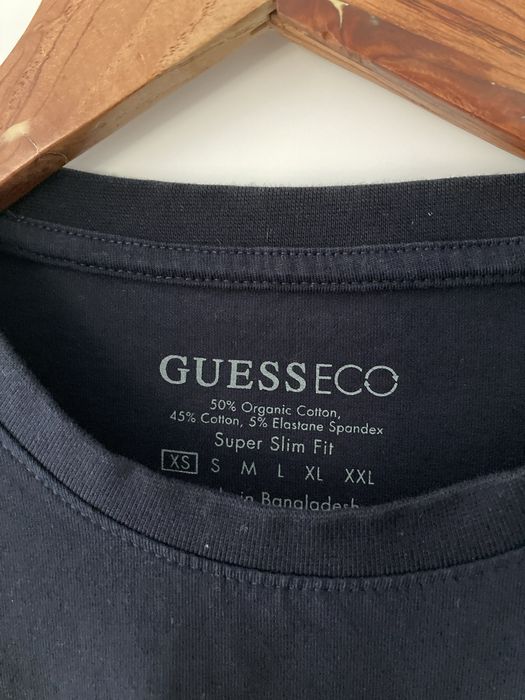 GUESSECO
50% Organic Cotton,
45% Cotton, 5% Elastane Spandex
Super Slim Fit
XS S M L XL XXL
in Bangladesh